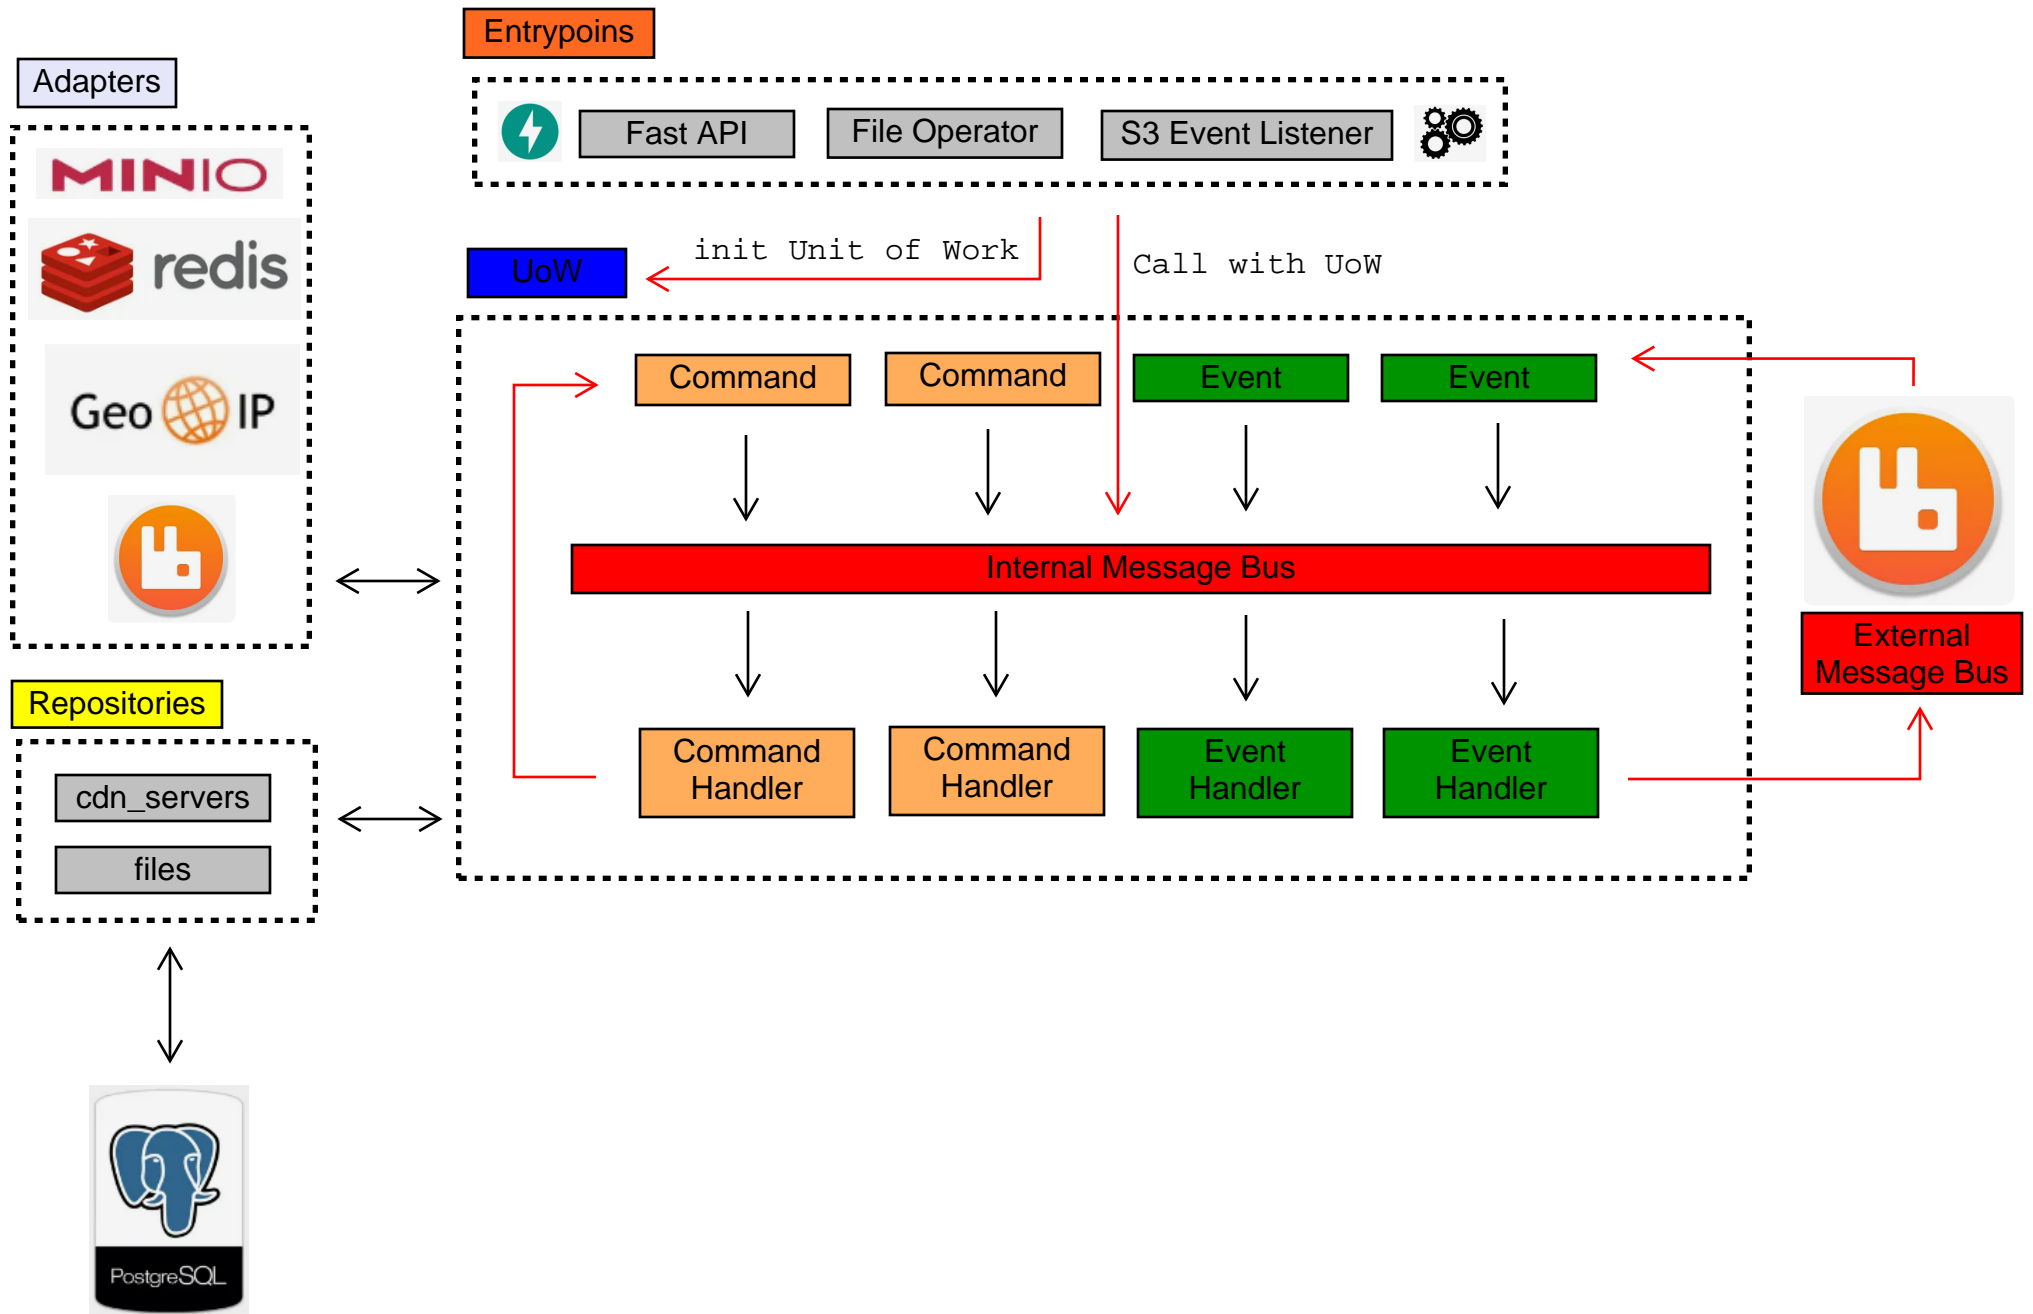 Entrypoins
Adapters
Fast API
File Operator
S3 Event Listener
MINIO
redis
Geo IP
init Unit of Work
UoW
Call with UoW
Command
Command
Event
Event
Internal Message Bus
External
Message Bus
Command
Handler
Command
Handler
Event
Handler
Event
Handler
Repositories
cdn_servers
files
PostgreSQL